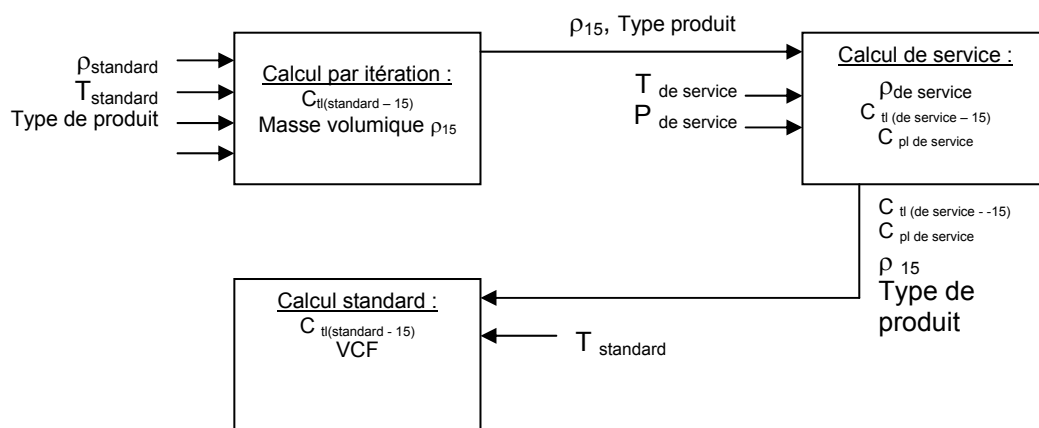 ρstandard
Tstandard
Type de produit
Calcul par itération :
Ctl(standard – 15)
Masse volumique ρ15
ρ15, Type produit
T de service
P de service
Calcul de service :
ρde service
C tl (de service – 15)
C pl de service
C tl (de service - -15)
C pl de service
ρ 15
Type de
produit
Calcul standard :
C tl(standard - 15)
VCF
T standard